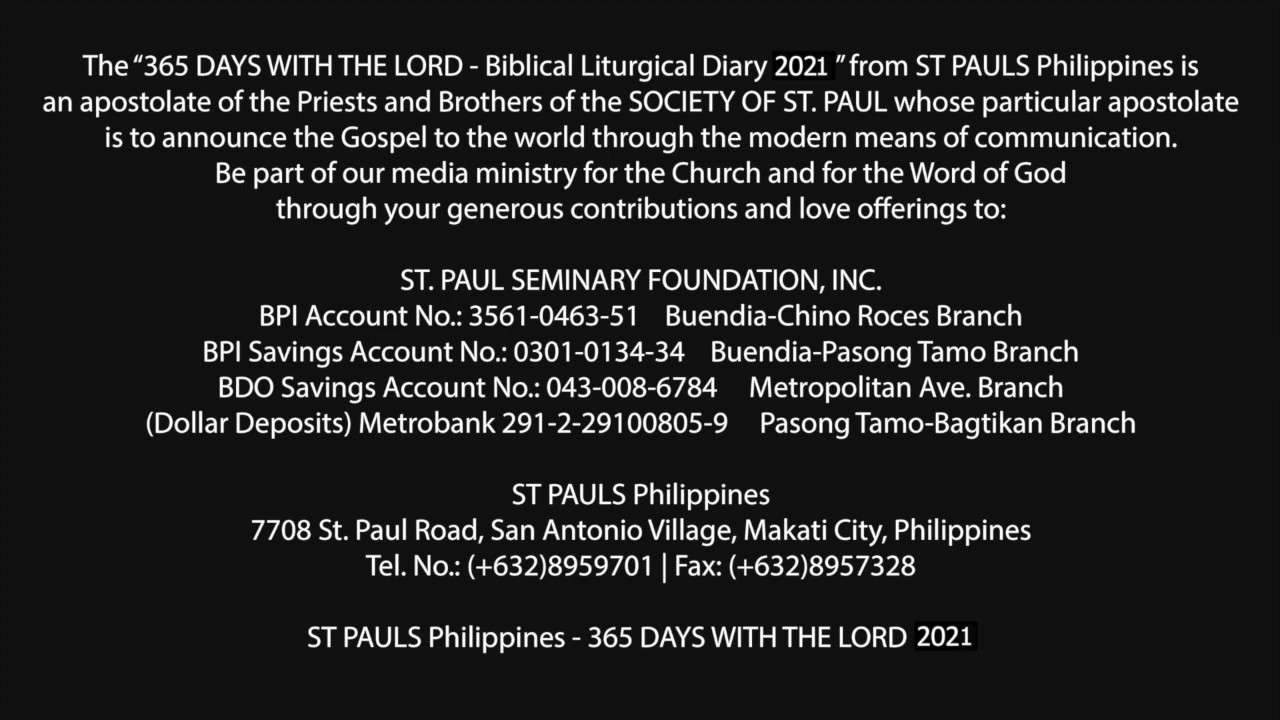 The “365 DAYS WITH THE LORD - Biblical Liturgical Diary 2021 ” from ST PAULS Philippines is
an apostolate of the Priests and Brothers of the SOCIETY OF ST. PAUL whose particular apostolate
is to announce the Gospel to the world through the modern means of communication.
Be part of our media ministry for the Church and for the Word of God
through your generous contributions and love offerings to:
ST. PAUL SEMINARY FOUNDATION, INC.
BPI Account No.: 3561-0463-51 Buendia-Chino Roces Branch
BPI Savings Account No.: 0301-0134-34 Buendia-Pasong Tamo Branch
BDO Savings Account No.: 043-008-6784 Metropolitan Ave. Branch
(Dollar Deposits) Metrobank 291-2-29100805-9 Pasong Tamo-Bagtikan Branch
ST PAULS Philippines
7708 St. Paul Road, San Antonio Village, Makati City, Philippines
Tel. No.: (+632)8959701 | Fax: (+632)8957328
ST PAULS Philippines - 365 DAYS WITH THE LORD 2021